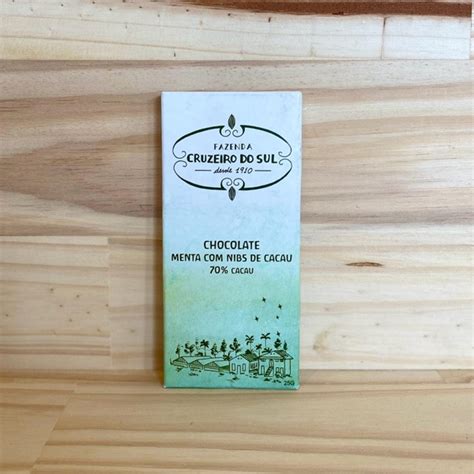 FAZENDA
CRUZEIRO DO SUL
desde 1910
CHOCOLATE
MENTA COM NIBS DE CACAU
70% CACAU
25G